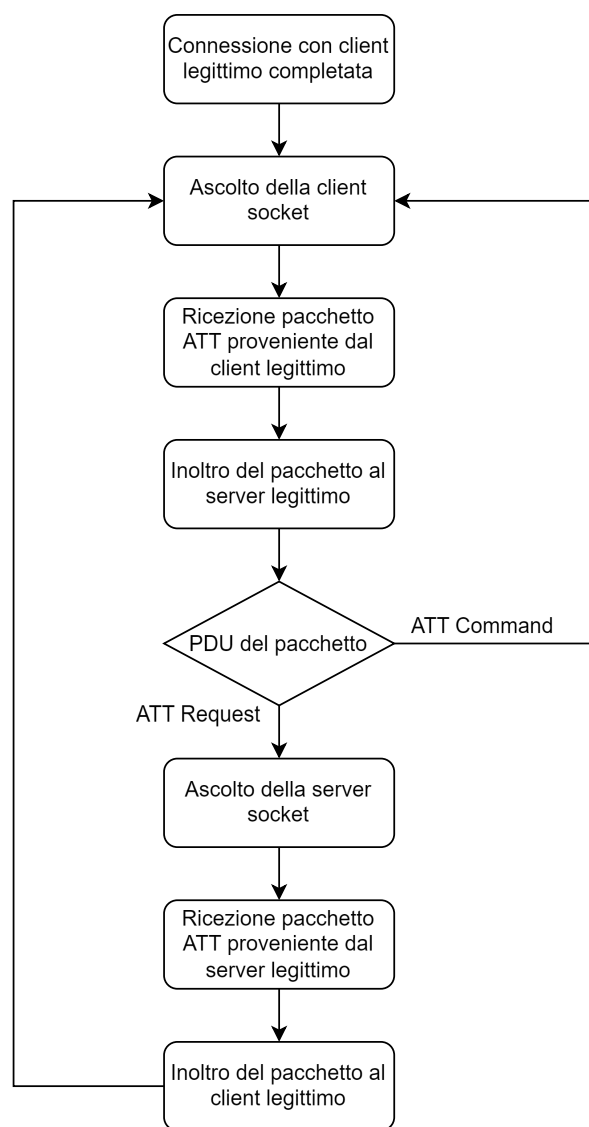 Connessione con client
legittimo completata
Ascolto della client
socket
Ricezione pacchetto
ATT proveniente dal
client legittimo
Inoltro del pacchetto al
server legittimo
PDU del pacchetto
ATT Command
ATT Request
Ascolto della server
socket
Ricezione pacchetto
ATT proveniente dal
server legittimo
Inoltro del pacchetto al
client legittimo